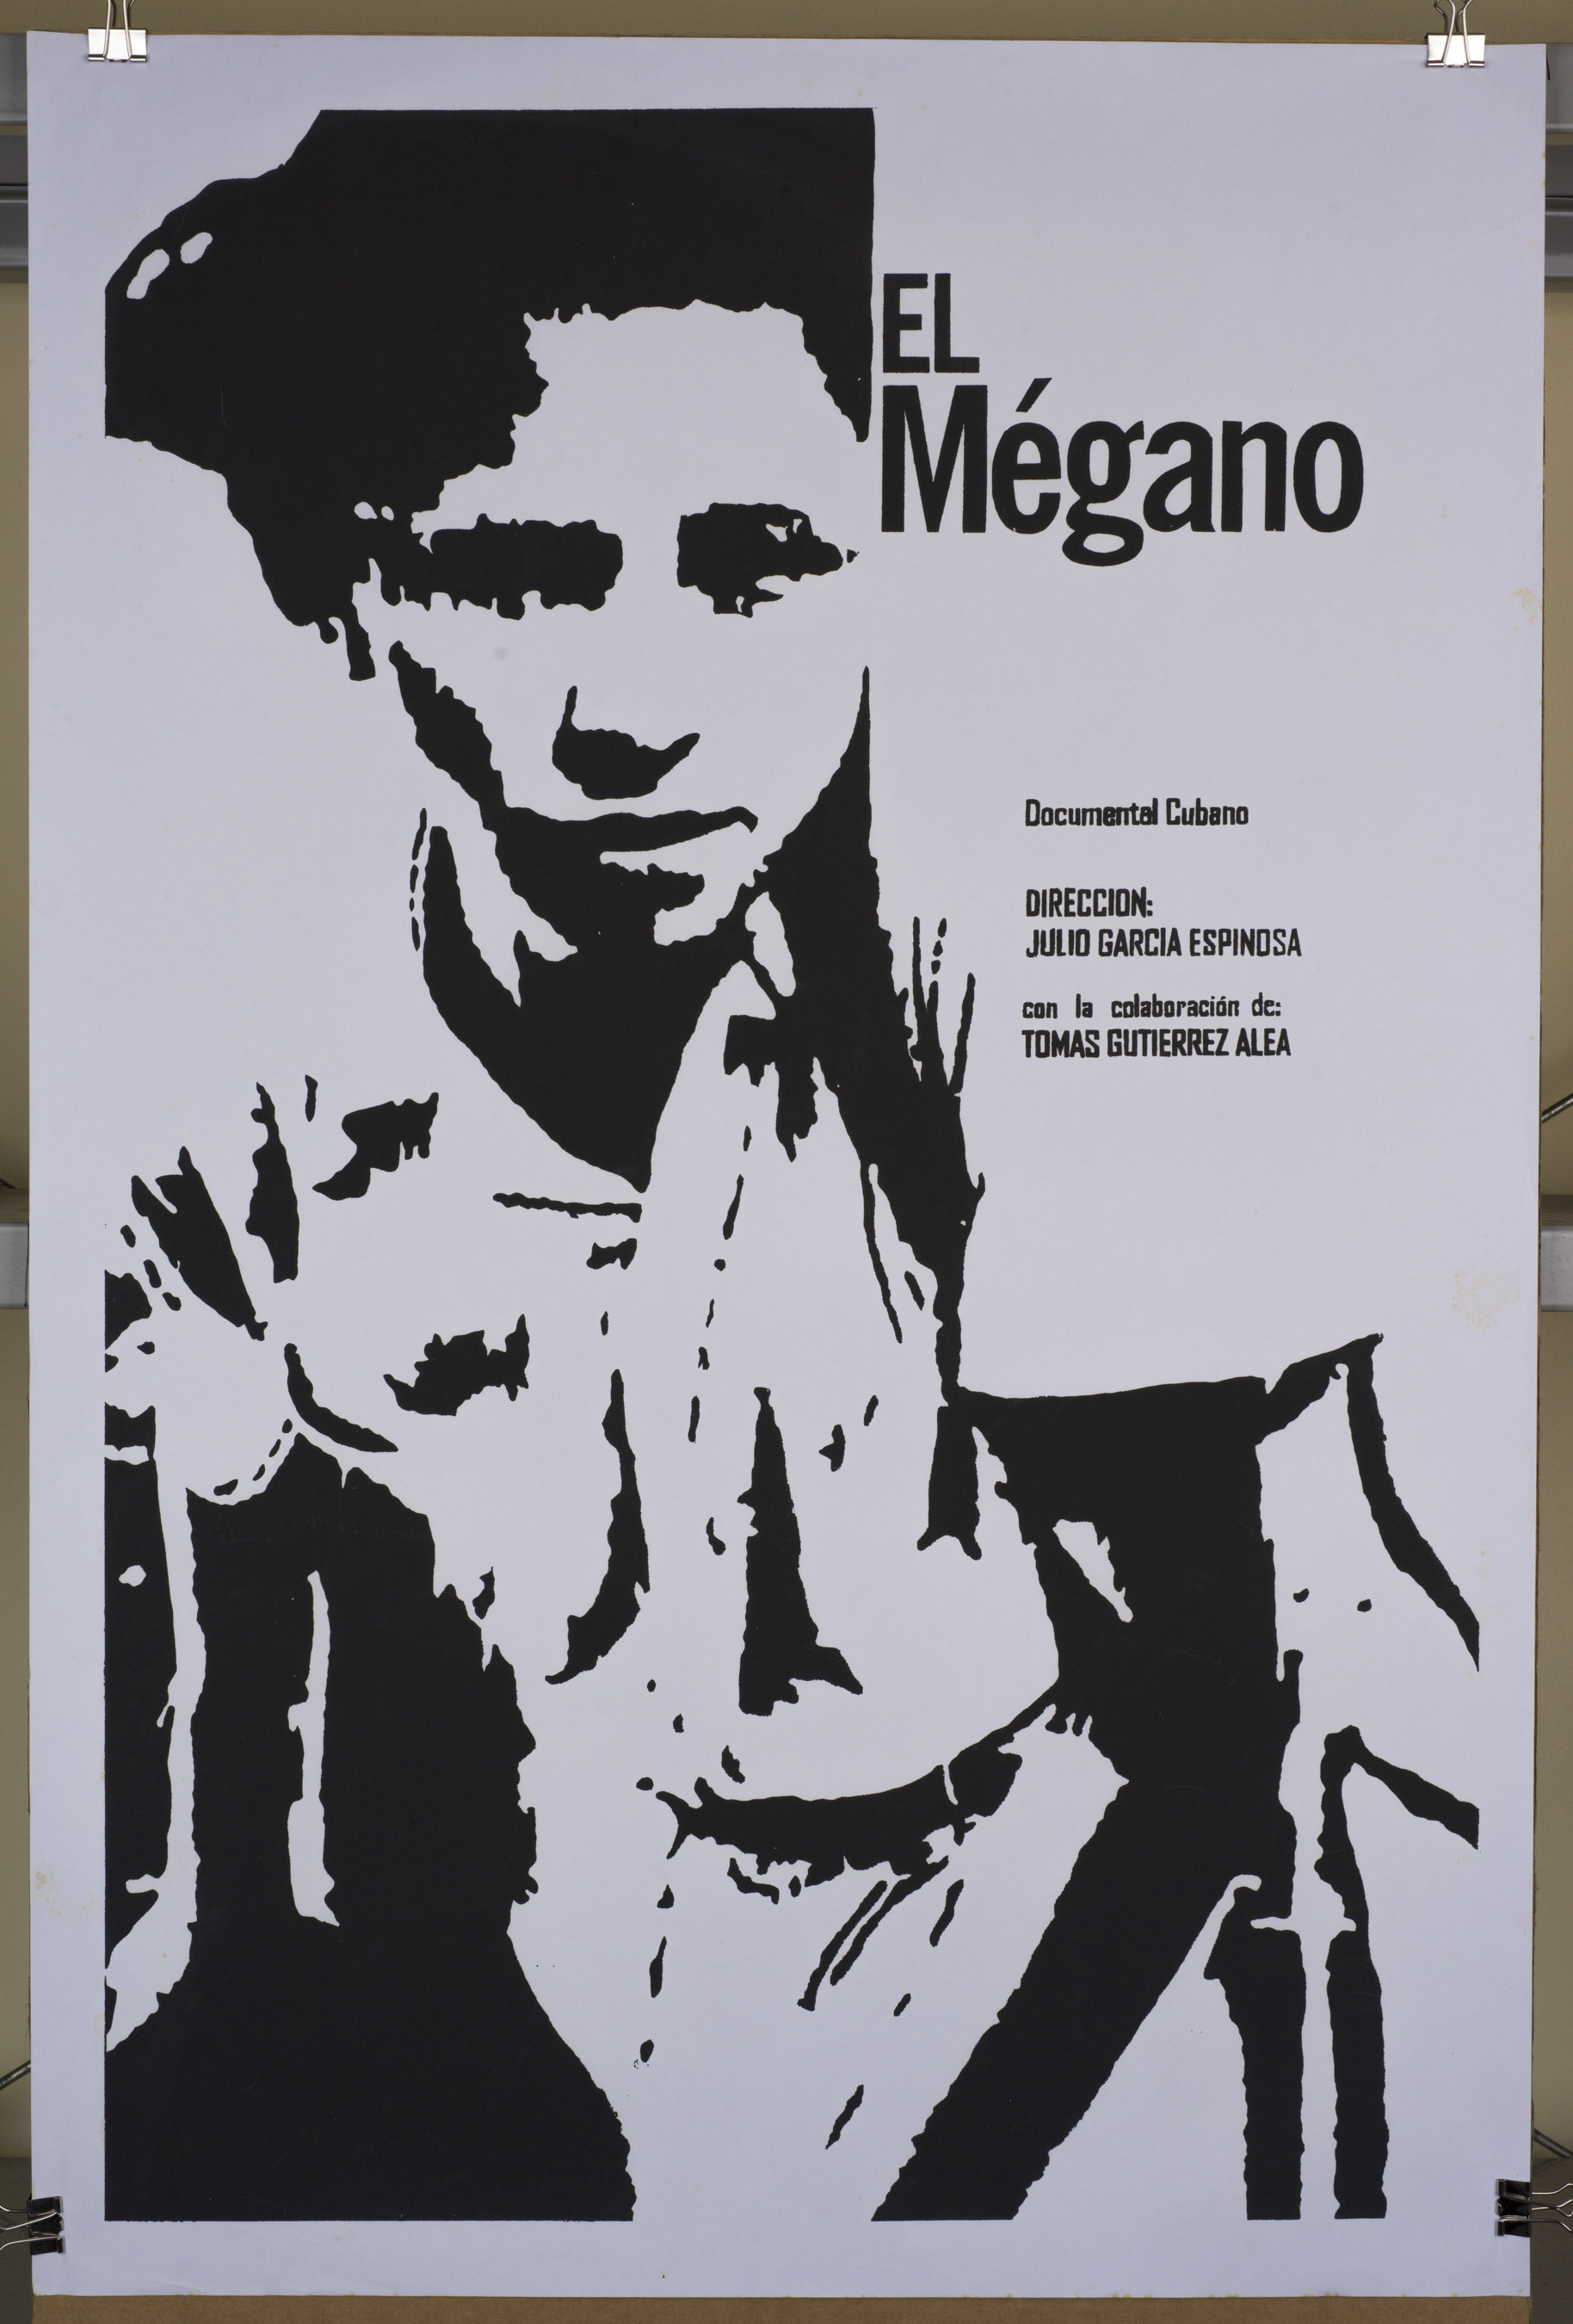 EL
Mégano
Documental Cubano
DIRECCION:
JULIO GARCIA ESPINOSA
con la colaboración de:
TOMAS GUTIERREZ ALEA